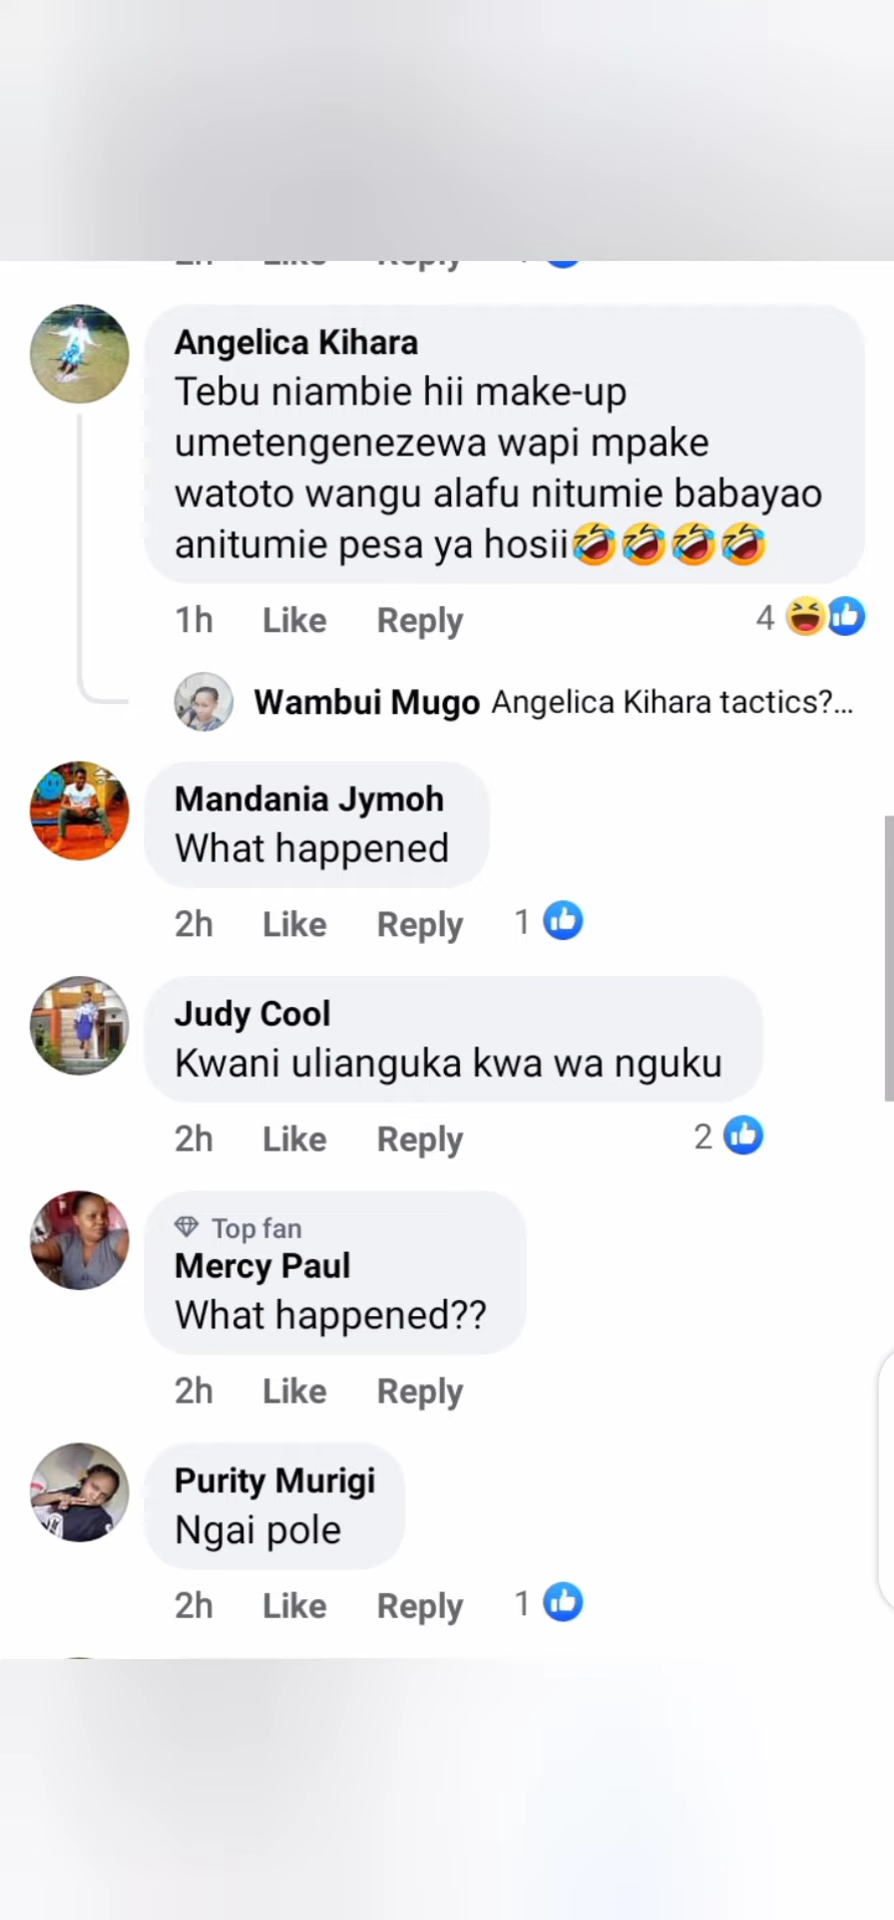 Angelica Kihara
Tebu niambie hii make-up
umetengenezewa wapi mpake
watoto wangu alafu nitumie babayao
anitumie pesa ya hosii🤣🤣🤣🤣
1h Like Reply 4
Wambui Mugo Angelica Kihara tactics?...
Mandania Jymoh
What happened
2h Like Reply 1
Judy Cool
Kwani ulianguka kwa wa nguku
2h Like Reply 2
Top fan
Mercy Paul
What happened??
2h Like Reply
Purity Murigi
Ngai pole
2h Like Reply 1